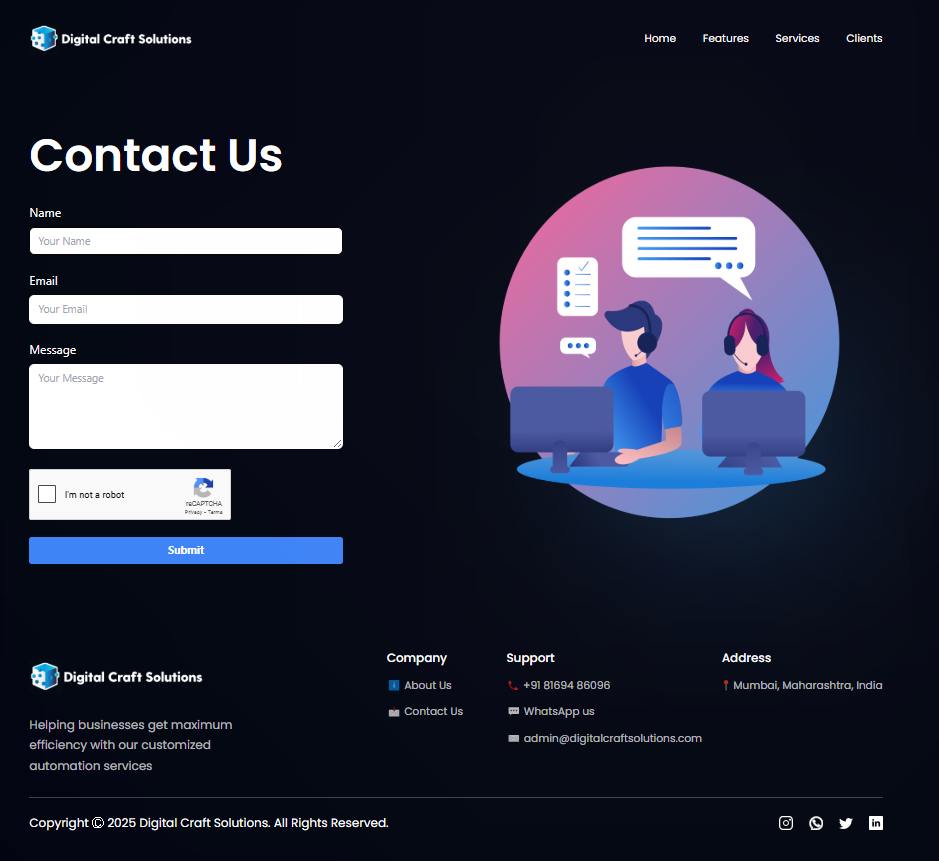 Digital Craft Solutions
Home Features Services Clients
Contact Us
Name
Your Name
Email
Your Email
Message
Your Message
I'm not a robot
reCAPTCHA
Privacy - Terms
Submit
Digital Craft Solutions
Helping businesses get maximum
efficiency with our customized
automation services
Company
About Us
Contact Us
Support
+91 81694 86096
WhatsApp us
admin@digitalcraftsolutions.com
Address
Mumbai, Maharashtra, India
Copyright © 2025 Digital Craft Solutions. All Rights Reserved.